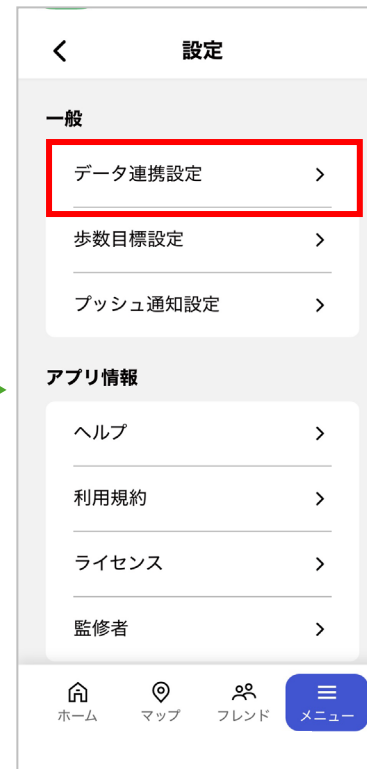 設定
一般
データ連携設定
歩数目標設定
プッシュ通知設定
アプリ情報
ヘルプ
利用規約
ライセンス
監修者
ホーム マップ フレンド メニュー